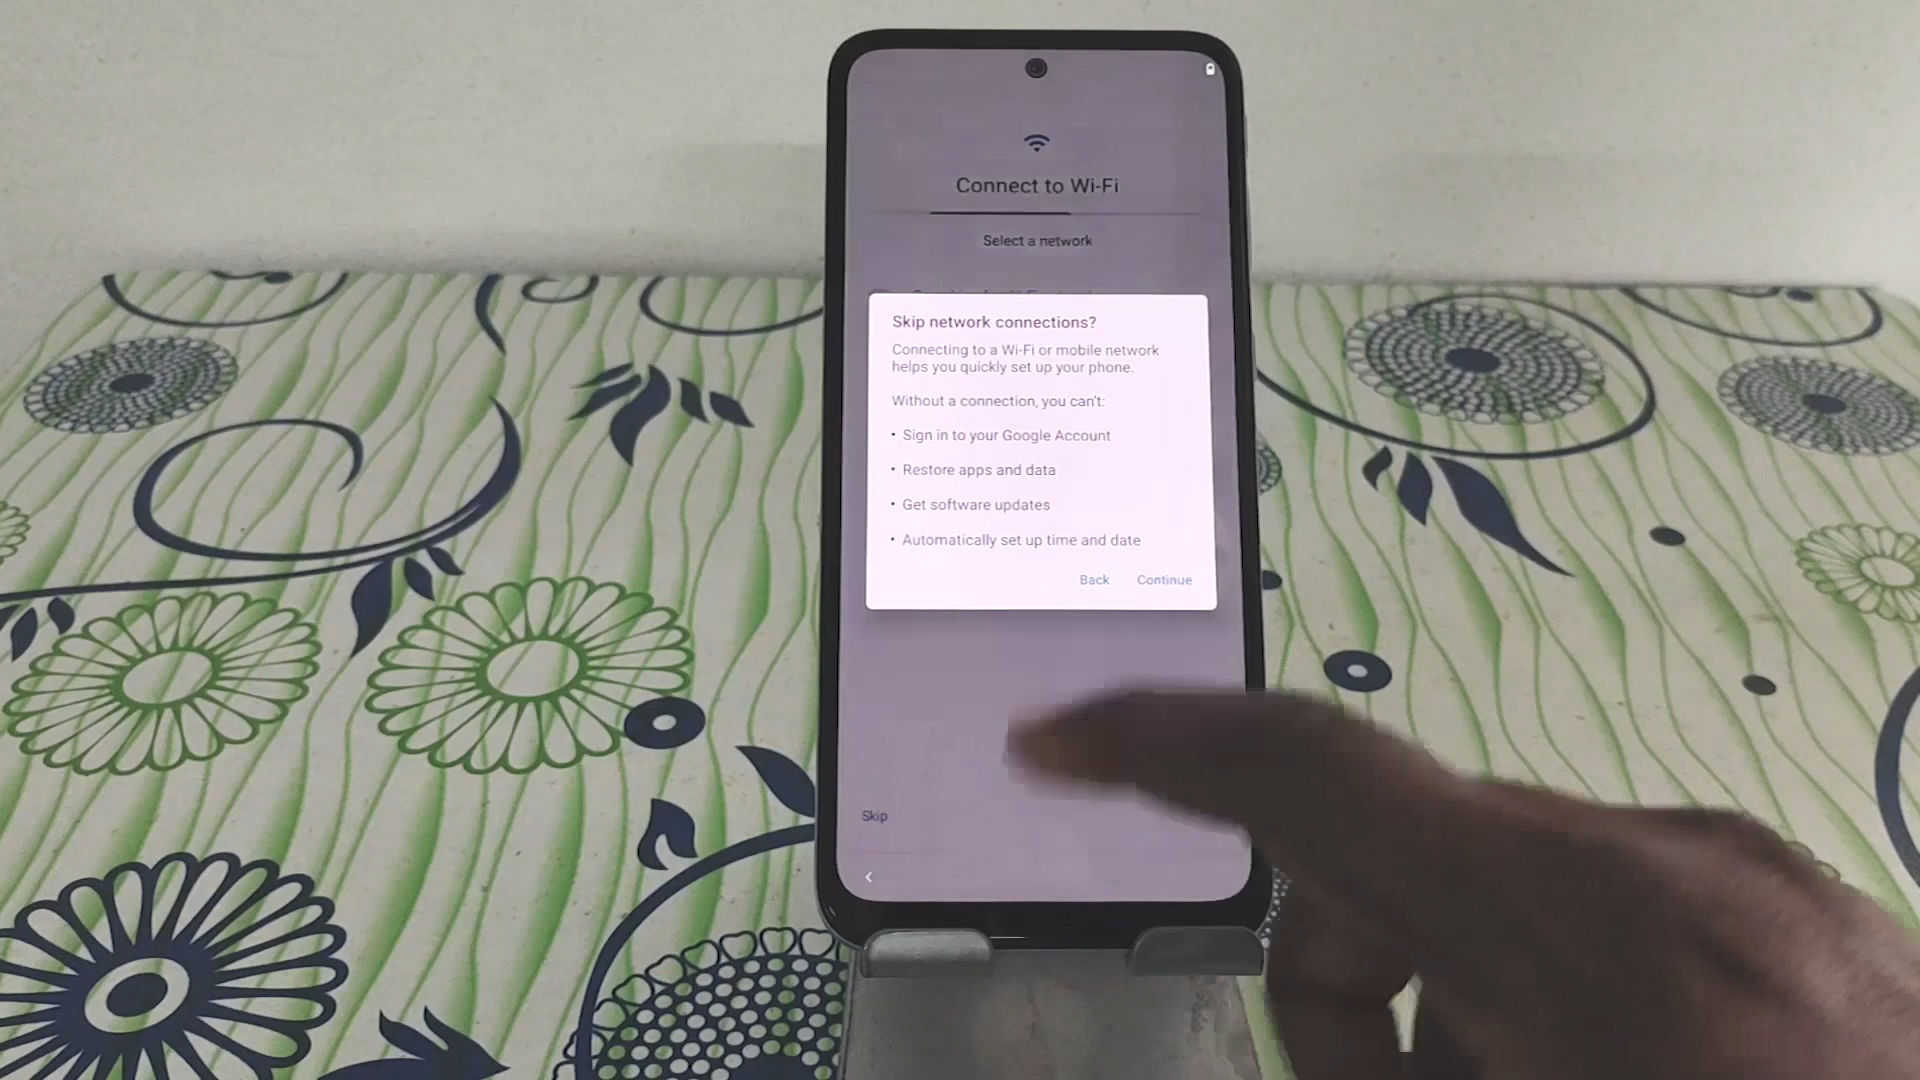 Connect to Wi-Fi
Select a network
Skip network connections?
Connecting to a Wi-Fi or mobile network
helps you quickly set up your phone.
Without a connection, you can't:
• Sign in to your Google Account
• Restore apps and data
• Get software updates
• Automatically set up time and date
Back Continue
Skip